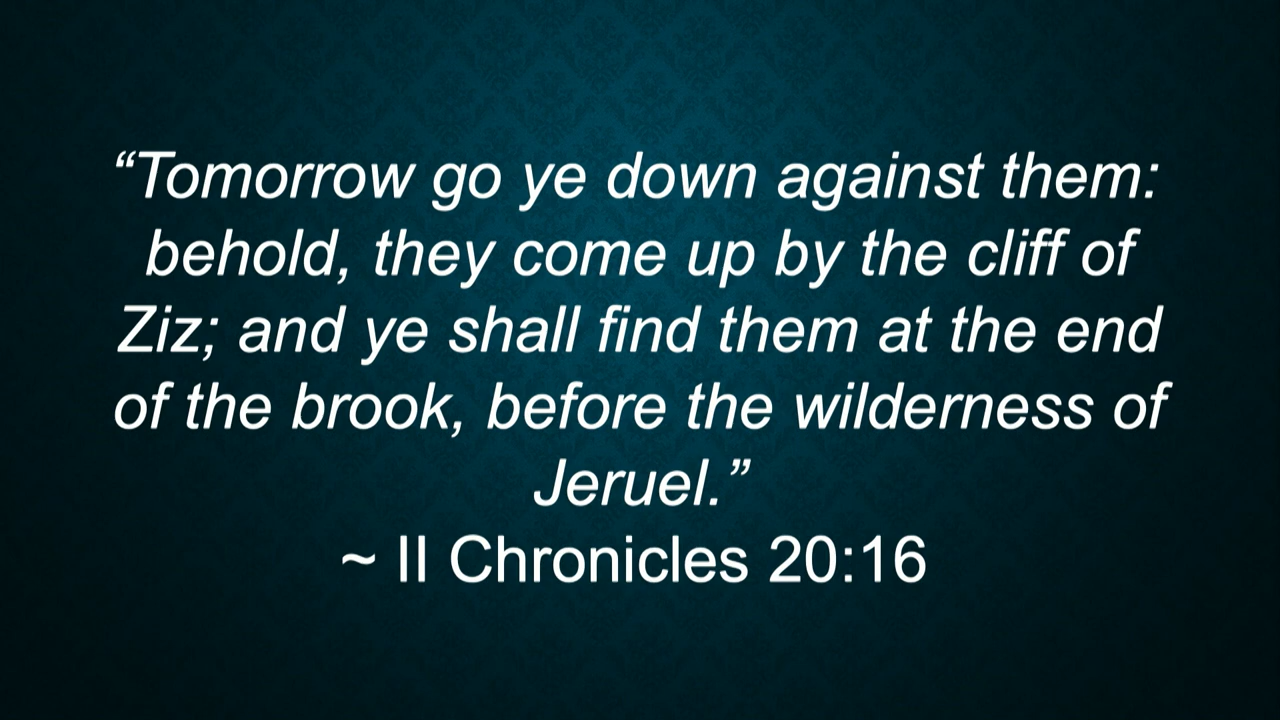 “Tomorrow go ye down against them:
behold, they come up by the cliff of
Ziz; and ye shall find them at the end
of the brook, before the wilderness of
Jeruel.”
~ II Chronicles 20:16